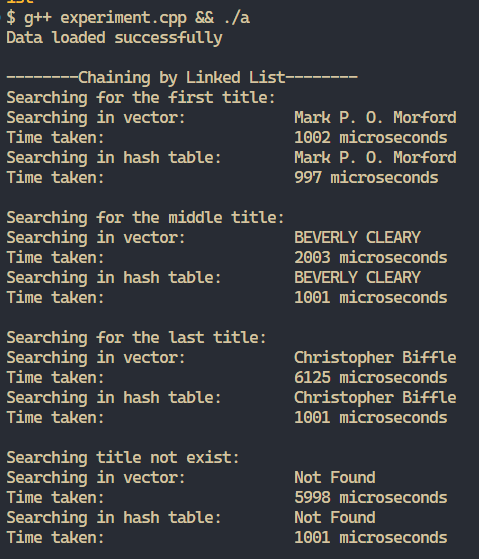 $ g++ experiment.cpp && ./a
Data loaded successfully
--------Chaining by Linked List--------
Searching for the first title:
Searching in vector: Mark P. O. Morford
Time taken: 1002 microseconds
Searching in hash table: Mark P. O. Morford
Time taken: 997 microseconds
Searching for the middle title:
Searching in vector: BEVERLY CLEARY
Time taken: 2003 microseconds
Searching in hash table: BEVERLY CLEARY
Time taken: 1001 microseconds
Searching for the last title:
Searching in vector: Christopher Biffle
Time taken: 6125 microseconds
Searching in hash table: Christopher Biffle
Time taken: 1001 microseconds
Searching title not exist:
Searching in vector: Not Found
Time taken: 5998 microseconds
Searching in hash table: Not Found
Time taken: 1001 microseconds